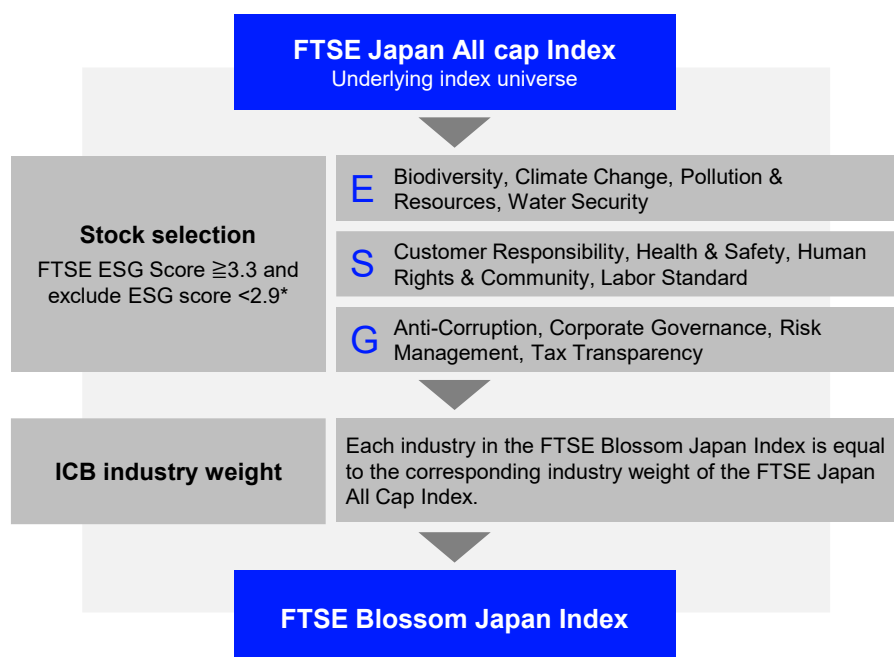 FTSE Japan All cap Index
Underlying index universe
Stock selection
FTSE ESG Score ≧3.3 and
exclude ESG score <2.9*
E
Biodiversity, Climate Change, Pollution &
Resources, Water Security
S
Customer Responsibility, Health & Safety, Human
Rights & Community, Labor Standard
G
Anti-Corruption, Corporate Governance, Risk
Management, Tax Transparency
ICB industry weight
Each industry in the FTSE Blossom Japan Index is equal
to the corresponding industry weight of the FTSE Japan
All Cap Index.
FTSE Blossom Japan Index